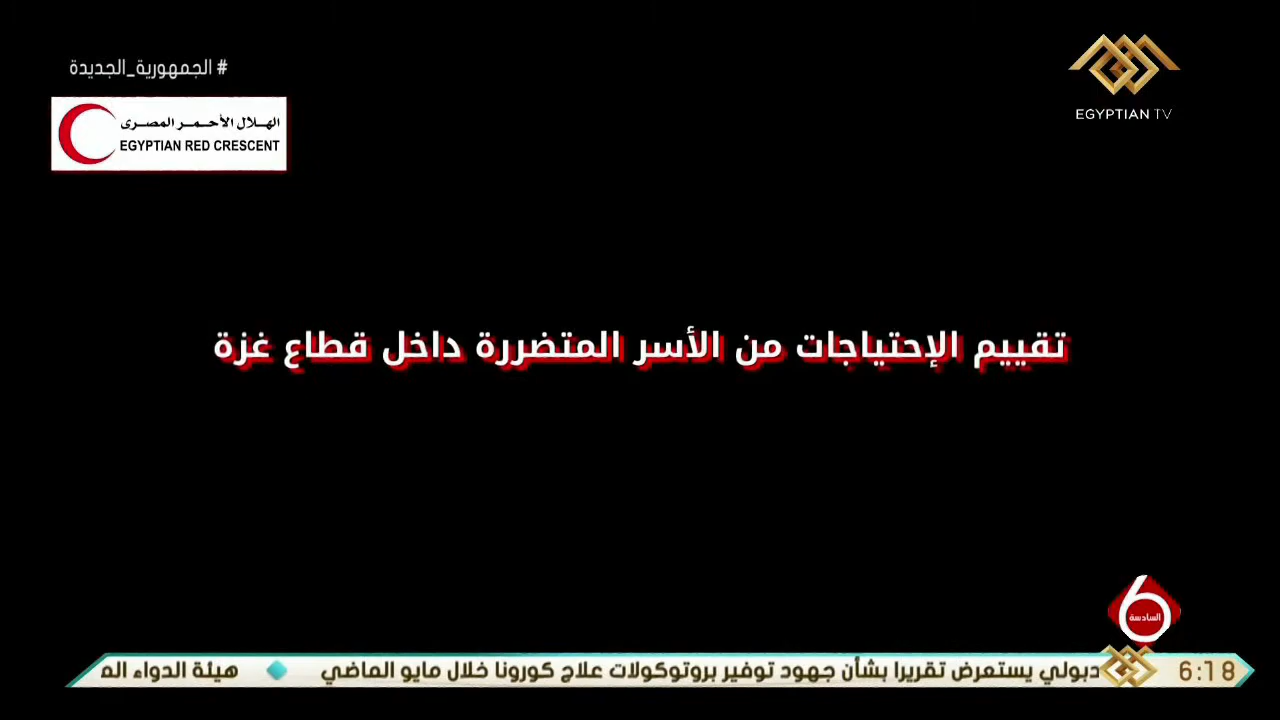 # الجمهورية_الجديدة
EGYPTIAN TV
الهلال الأحمر المصرى
EGYPTIAN RED CRESCENT
تقييم الإحتياجات من الأسر المتضررة داخل قطاع غزة
6
السادسة
6:18
دبولي يستعرض تقريرا بشأن جهود توفير بروتوكولات علاج كورونا خلال مايو الماضي
هيئة الدواء